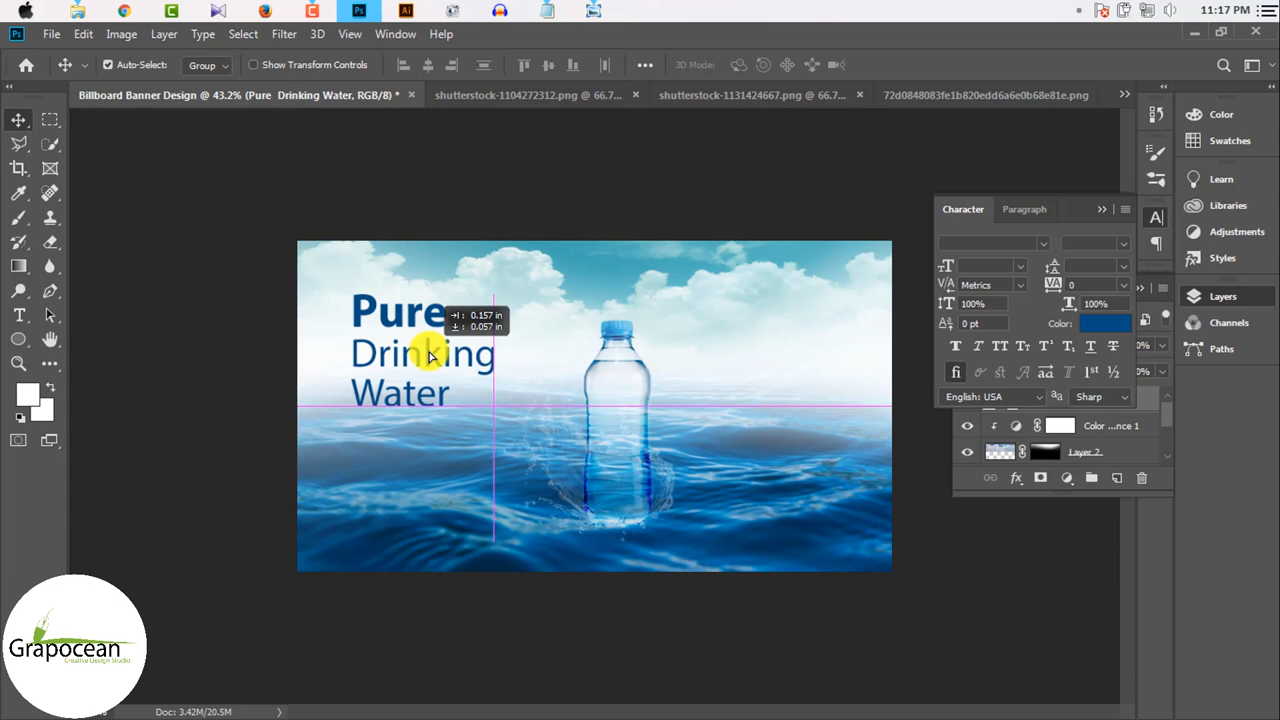 11:17 PM
Ps File Edit Image Layer Type Select Filter 3D View Window Help
Auto-Select: Group Show Transform Controls 3D Mode:
Billboard Banner Design @ 43.2% (Pure Drinking Water, RGB/8) *
shutterstock-1104272312.png @ 66.7...
shutterstock-1131424667.png @ 66.7...
72d0848083fe1b820edd6a6e0b68e81e.png
Color
Swatches
Learn
Libraries
Adjustments
Styles
Layers
Channels
Paths
Character Paragraph
Metrics 0
100% 100%
0 pt Color:
English: USA Sharp
Color ...nce 1
Layer 2
Pure
Drinking
Water
0.157 in
0.057 in
Grapocean
Creative Design Studio
Doc: 3.42M/20.5M